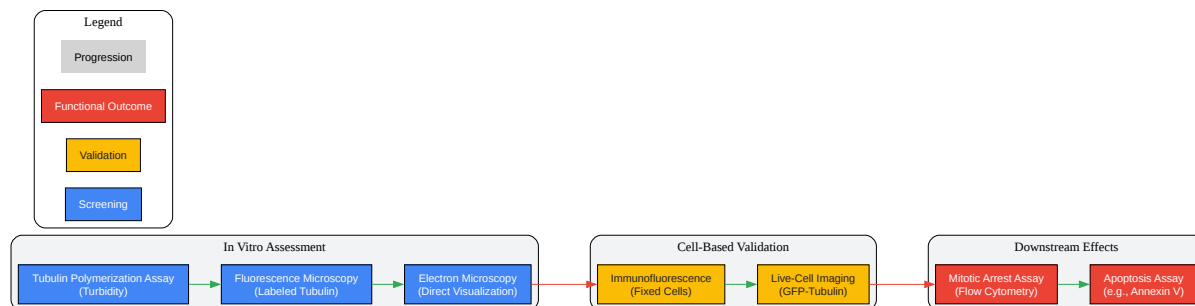 Legend
Progression
Functional Outcome
Validation
Screening
In Vitro Assessment
Tubulin Polymerization Assay
(Turbidity)
Fluorescence Microscopy
(Labeled Tubulin)
Electron Microscopy
(Direct Visualization)
Cell-Based Validation
Immunofluorescence
(Fixed Cells)
Live-Cell Imaging
(GFP-Tubulin)
Downstream Effects
Mitotic Arrest Assay
(Flow Cytometry)
Apoptosis Assay
(e.g., Annexin V)